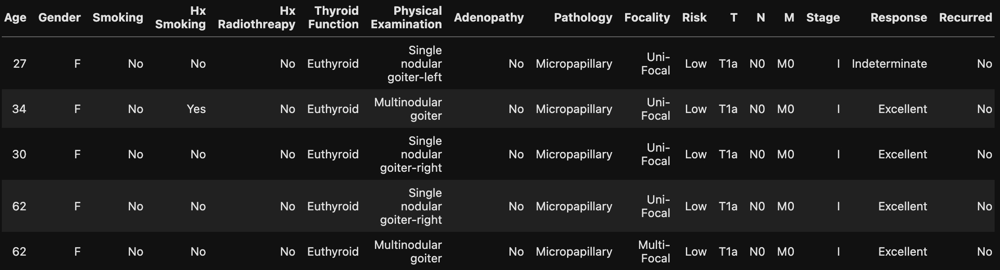 Age Gender Smoking Hx Smoking Hx Radiothreapy Thyroid Function Physical Examination Adenopathy Pathology Focality Risk T N M Stage Response Recurred
27 F No No No Euthyroid Single nodular goiter-left No Micropapillary Uni-Focal Low T1a N0 M0 I Indeterminate No
34 F No Yes No Euthyroid Multinodular goiter No Micropapillary Uni-Focal Low T1a N0 M0 I Excellent No
30 F No No No Euthyroid Single nodular goiter-right No Micropapillary Uni-Focal Low T1a N0 M0 I Excellent No
62 F No No No Euthyroid Single nodular goiter-right No Micropapillary Uni-Focal Low T1a N0 M0 I Excellent No
62 F No No No Euthyroid Multinodular goiter No Micropapillary Multi-Focal Low T1a N0 M0 I Excellent No